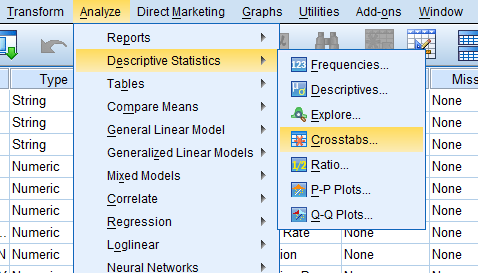 Transform Analyze Direct Marketing Graphs Utilities Add-ons Window
Reports
Type Descriptive Statistics Frequencies... Miss
String Tables Descriptives... None
String Compare Means Explore... None
String General Linear Model Crosstabs... None
Numeric Generalized Linear Models Ratio... None
Numeric Mixed Models P-P Plots... None
Numeric Correlate Q-Q Plots... None
Numeric Regression Rate None None
Numeric Loglinear None None
Numeric Neural Networks None None